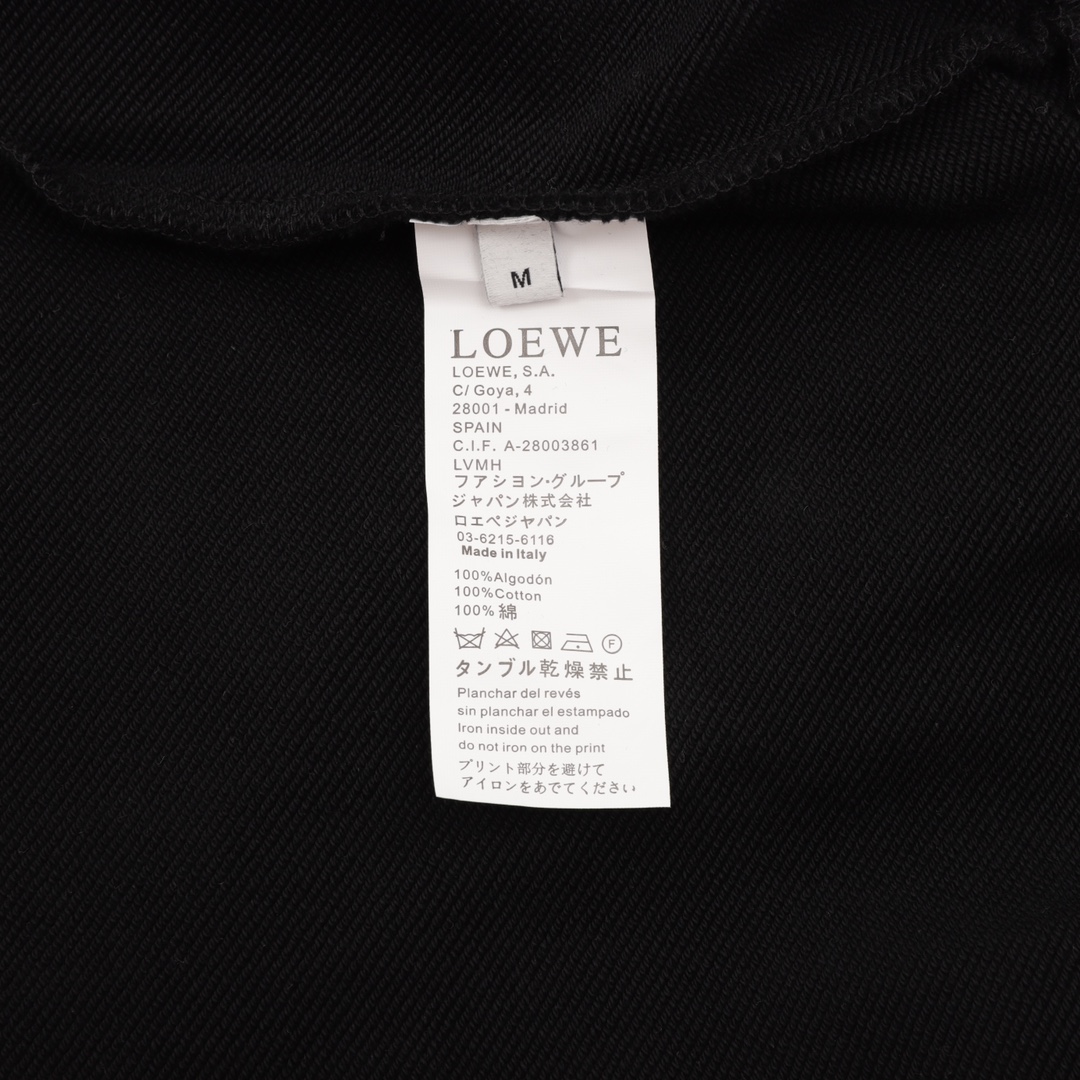 M
LOEWE
LOEWE, S.A.
C/ Goya, 4
28001 - Madrid
SPAIN
C.I.F. A-28003861
LVMH
フアシヨン·グループ
ジャパン株式会社
ロエペジヤパン
03-6215-6116
Made in Italy
100%Algodón
100%Cotton
100% 綿
F
タンブル乾燥禁止
Planchar del revés
sin planchar el estampado
Iron inside out and
do not iron on the print
プリント部分を避けて
アイロンをあでてください